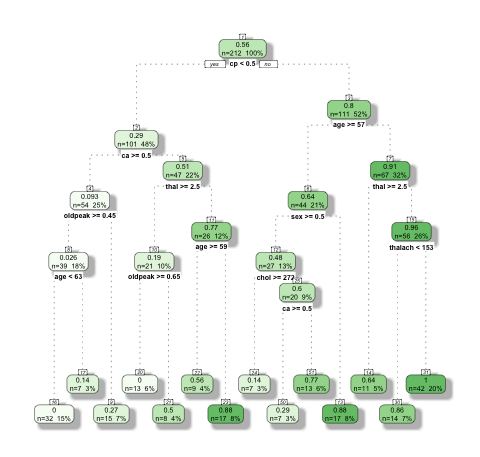 1
0.56
n=212 100%
yes cp < 0.5 no
3
0.8
n=111 52%
age >= 57
2
0.29
n=101 48%
ca >= 0.5
5
0.51
n=47 22%
thal >= 2.5
7
0.91
n=67 32%
thal >= 2.5
4
0.093
n=54 25%
oldpeak >= 0.45
6
0.64
n=44 21%
sex >= 0.5
11
0.77
n=26 12%
age >= 59
15
0.96
n=56 26%
thalach < 153
8
0.026
n=39 18%
age < 63
10
0.19
n=21 10%
oldpeak >= 0.65
12
0.48
n=27 13%
chol >= 277
25
0.6
n=20 9%
ca >= 0.5
17
0.14
n=7 3%
20
0
n=13 6%
22
0.56
n=9 4%
24
0.14
n=7 3%
51
0.77
n=13 6%
14
0.64
n=11 5%
31
1
n=42 20%
16
0
n=32 15%
9
0.27
n=15 7%
21
0.5
n=8 4%
23
0.88
n=17 8%
50
0.29
n=7 3%
13
0.88
n=17 8%
30
0.86
n=14 7%